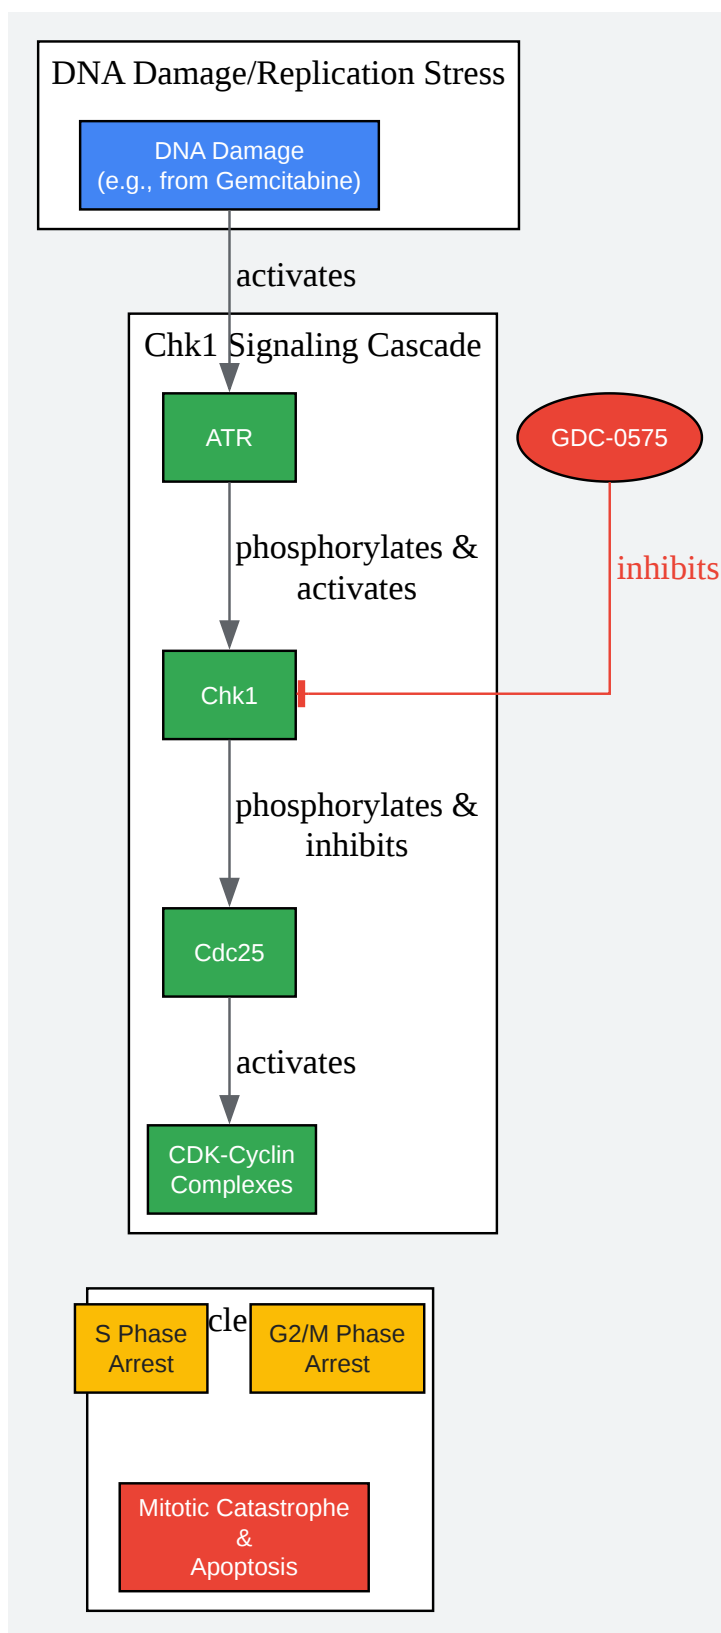 DNA Damage/Replication Stress
DNA Damage
(e.g., from Gemcitabine)
activates
Chk1 Signaling Cascade
ATR
GDC-0575
phosphorylates &
activates
inhibits
Chk1
phosphorylates &
inhibits
Cdc25
activates
CDK-Cyclin
Complexes
cle
S Phase
Arrest
G2/M Phase
Arrest
Mitotic Catastrophe
&
Apoptosis